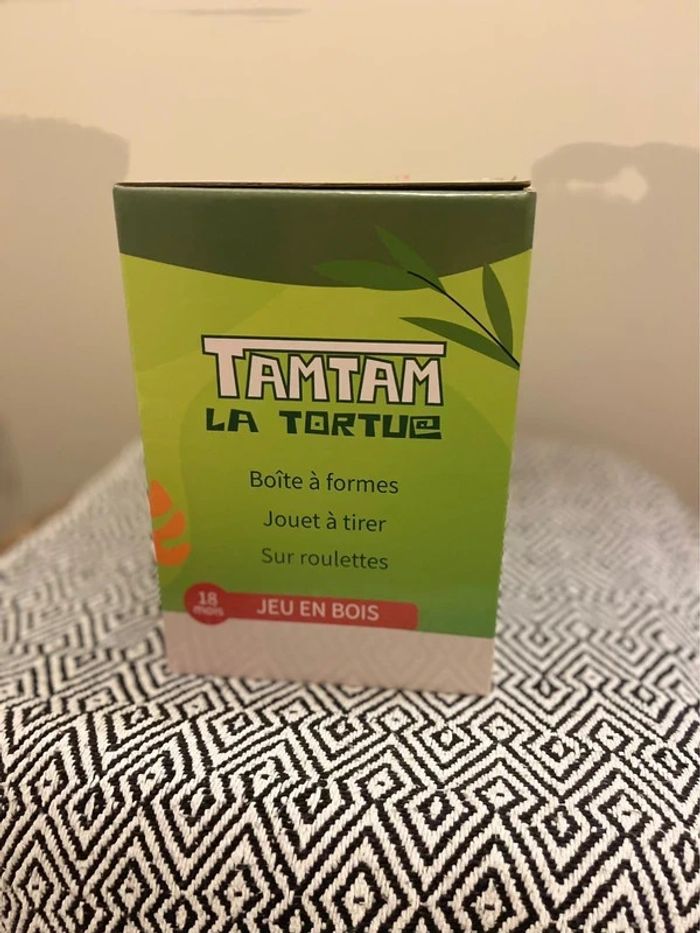 TAMTAM
LA TORTUE
Boîte à formes
Jouet à tirer
Sur roulettes
18
mois
JEU EN BOIS